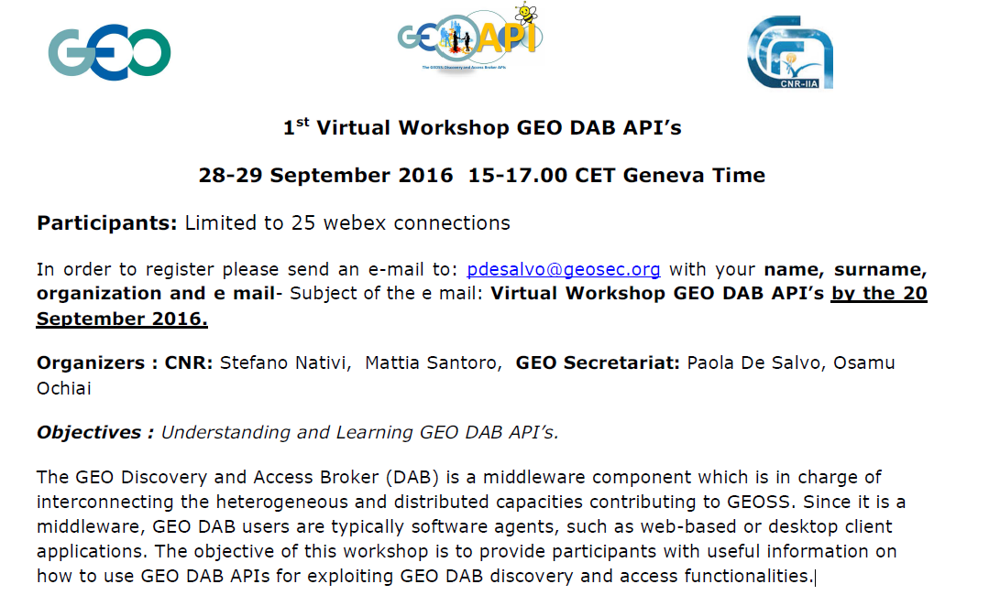 GEO
GEO API
The GEOSS Discovery and Access Broker APIs
CNR-IIA
1st Virtual Workshop GEO DAB API’s
28-29 September 2016  15-17.00 CET Geneva Time
Participants: Limited to 25 webex connections
In order to register please send an e-mail to: pdesalvo@geosec.org with your name, surname,
organization and e mail- Subject of the e mail: Virtual Workshop GEO DAB API’s by the 20
September 2016.
Organizers : CNR: Stefano Nativi,  Mattia Santoro,  GEO Secretariat: Paola De Salvo, Osamu
Ochiai
Objectives : Understanding and Learning GEO DAB API’s.
The GEO Discovery and Access Broker (DAB) is a middleware component which is in charge of
interconnecting the heterogeneous and distributed capacities contributing to GEOSS. Since it is a
middleware, GEO DAB users are typically software agents, such as web-based or desktop client
applications. The objective of this workshop is to provide participants with useful information on
how to use GEO DAB APIs for exploiting GEO DAB discovery and access functionalities.